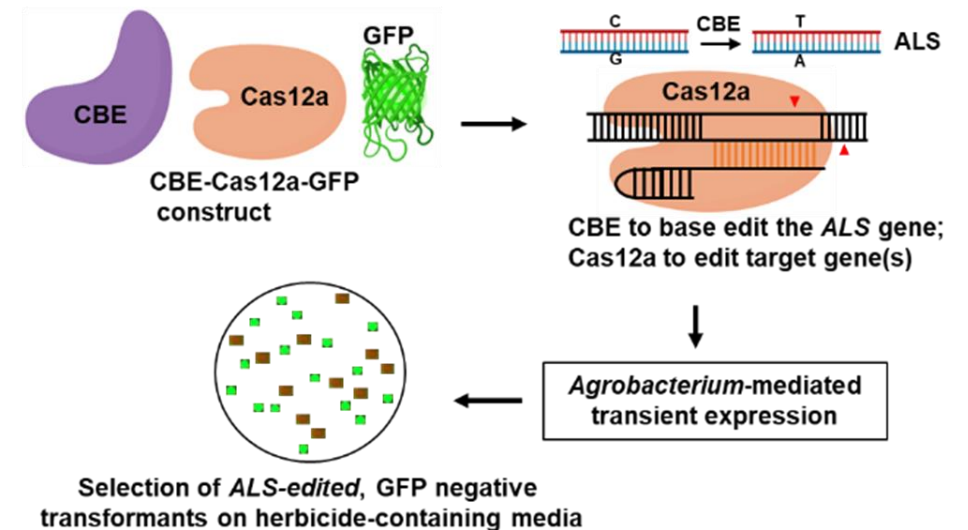 GFP
CBE
Cas12a
CBE-Cas12a-GFP
construct
C
CBE
T
G
A
ALS
Cas12a
CBE to base edit the ALS gene;
Cas12a to edit target gene(s)
Agrobacterium-mediated
transient expression
Selection of ALS-edited, GFP negative
transformants on herbicide-containing media